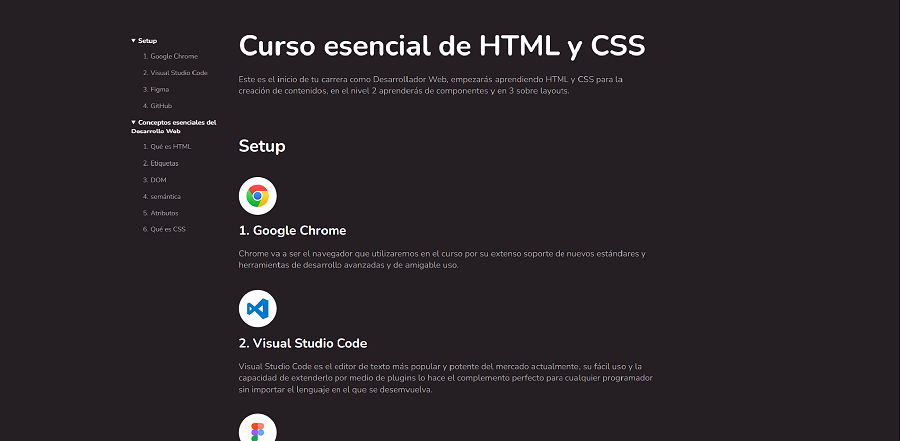 Setup
1. Google Chrome
2. Visual Studio Code
3. Figma
4. GitHub
Conceptos esenciales del
Desarrollo Web
1. Qué es HTML
2. Etiquetas
3. DOM
4. semántica
5. Atributos
6. Qué es CSS
Curso esencial de HTML y CSS
Este es el inicio de tu carrera como Desarrollador Web, empezarás aprendiendo HTML y CSS para la
creación de contenidos, en el nivel 2 aprenderás de componentes y en 3 sobre layouts.
Setup
1. Google Chrome
Chrome va a ser el navegador que utilizaremos en el curso por su extenso soporte de nuevos estándares y
herramientas de desarrollo avanzadas y de amigable uso.
2. Visual Studio Code
Visual Studio Code es el editor de texto más popular y potente del mercado actualmente, su fácil uso y la
capacidad de extenderlo por medio de plugins lo hace el complemento perfecto para cualquier programador
sin importar el lenguaje en el que se desemvuelva.